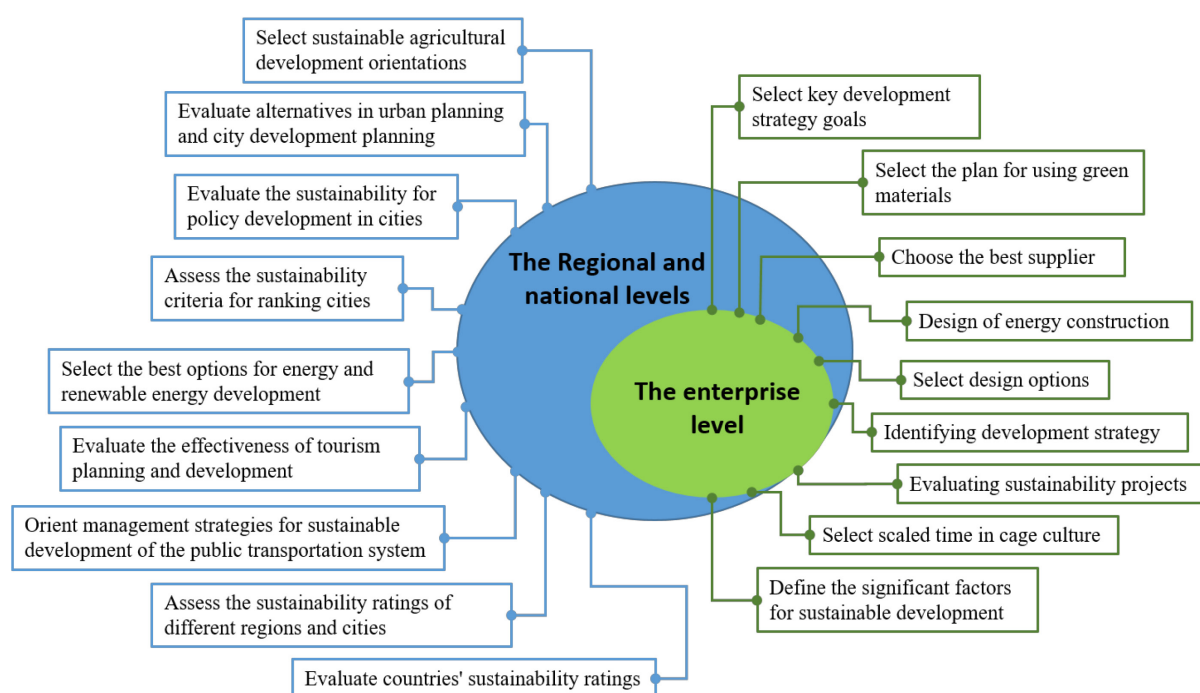 Select sustainable agricultural
development orientations
Evaluate alternatives in urban planning
and city development planning
Evaluate the sustainability for
policy development in cities
Assess the sustainability
criteria for ranking cities
Select the best options for energy and
renewable energy development
Evaluate the effectiveness of tourism
planning and development
Orient management strategies for sustainable
development of the public transportation system
Assess the sustainability ratings of
different regions and cities
Evaluate countries' sustainability ratings
The Regional and
national levels
The enterprise
level
Select key development
strategy goals
Select the plan for using green
materials
Choose the best supplier
Design of energy construction
Select design options
Identifying development strategy
Evaluating sustainability projects
Select scaled time in cage culture
Define the significant factors
for sustainable development